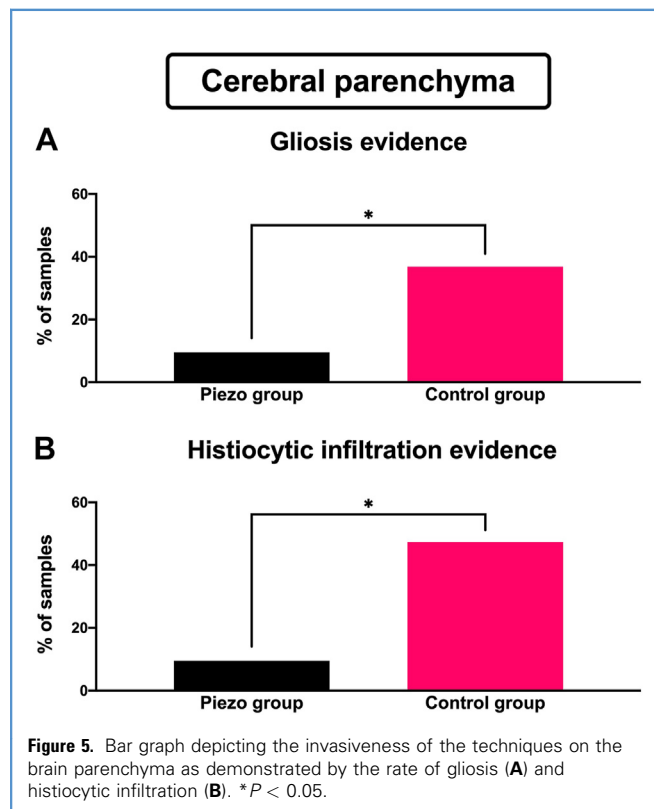 Cerebral parenchyma
A
Gliosis evidence
% of samples
60
*
40
20
0
Piezo group
Control group
B
Histiocytic infiltration evidence
% of samples
60
*
40
20
0
Piezo group
Control group
Figure 5. Bar graph depicting the invasiveness of the techniques on the
brain parenchyma as demonstrated by the rate of gliosis (A) and
histiocytic infiltration (B). *P < 0.05.